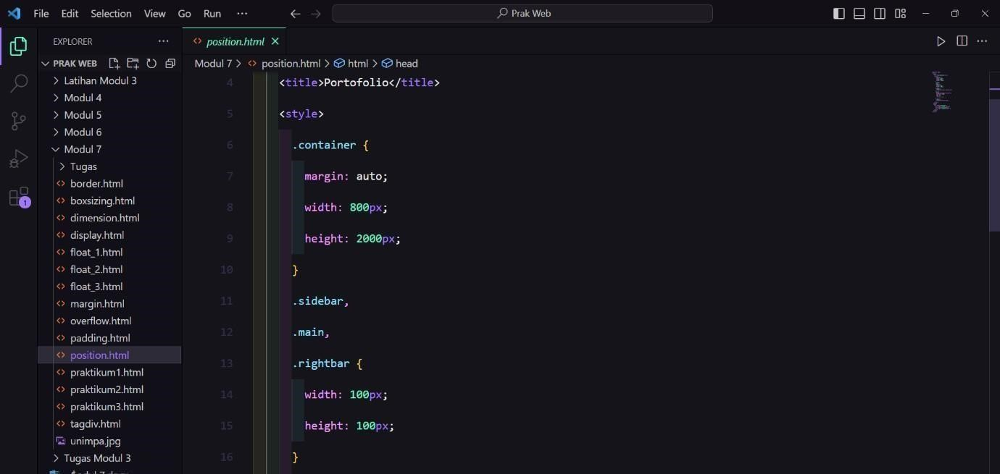 File Edit Selection View Go Run ···
Prak Web
EXPLORER ···
position.html
PRAK WEB
Modul 7 > position.html > html > head
Latihan Modul 3
Modul 4
Modul 5
Modul 6
Modul 7
Tugas
border.html
boxsizing.html
dimension.html
display.html
float_1.html
float_2.html
float_3.html
margin.html
overflow.html
padding.html
position.html
praktikum1.html
praktikum2.html
praktikum3.html
tagdiv.html
unimpa.jpg
Tugas Modul 3
1
4 <title>Portofolio</title>
5 <style>
6 .container {
7 margin: auto;
8 width: 800px;
9 height: 2000px;
10 }
11 .sidebar,
12 .main,
13 .rightbar {
14 width: 100px;
15 height: 100px;
16 }